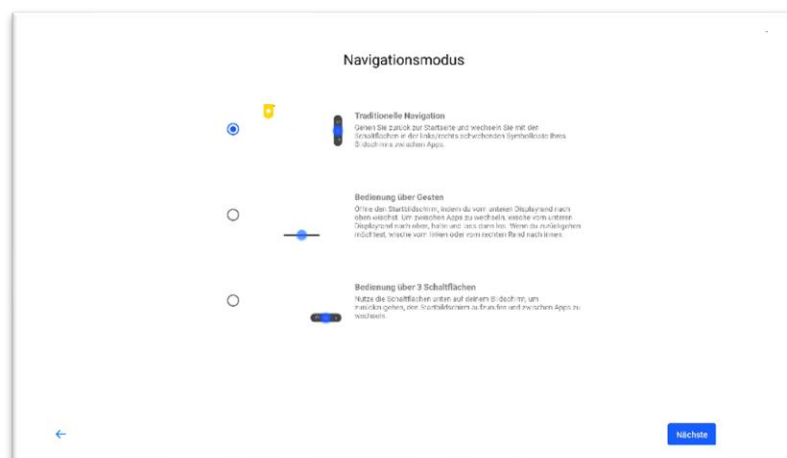 Navigationsmodus
Traditionelle Navigation
Gehen Sie zurück zur Startseite und wechseln Sie mit den
Schaltflächen in der links/rechts schwebenden Symbolleiste Ihres
Bildschirms zwischen Apps.
Bedienung über Gesten
Öffne den Startbildschirm, indem du vom unteren Displayrand nach
oben wischst. Um zwischen Apps zu wechseln, wische vom unteren
Displayrand nach oben, halte und lass dann los. Wenn du zurückgehen
möchtest, wische vom linken oder vom rechten Rand nach innen.
Bedienung über 3 Schaltflächen
Nutze die Schaltflächen unten auf deinem Bildschirm, um
zurückzugehen, den Startbildschirm aufzurufen und zwischen Apps zu
wechseln.
Nächste